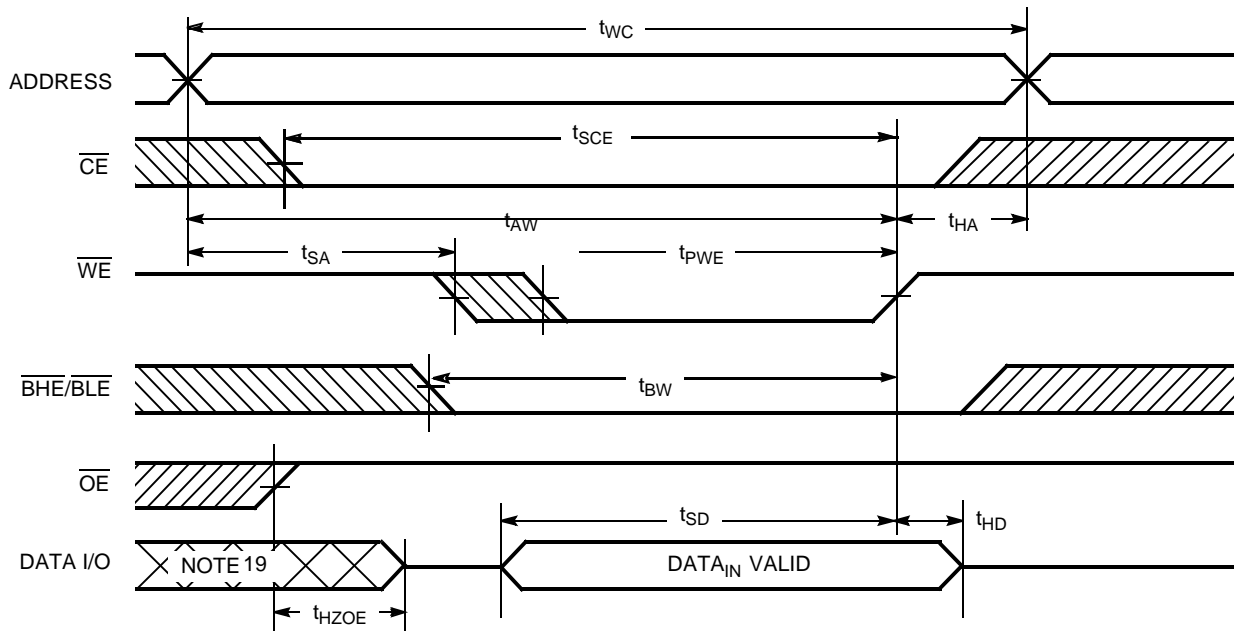 tWC
ADDRESS
tSCE
CE
tAW
tHA
tSA
tPWE
WE
tBW
BHE/BLE
OE
tSD
tHD
DATA I/O
NOTE 19
DATAIN VALID
tHZOE